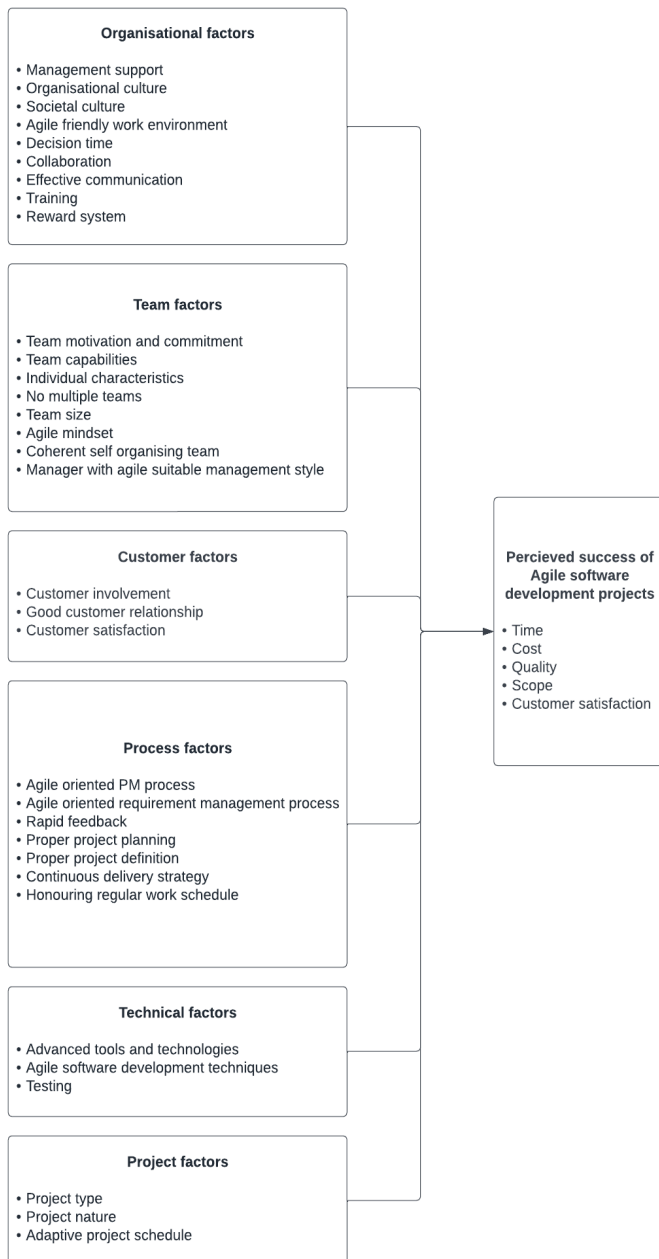 Organisational factors
• Management support
• Organisational culture
• Societal culture
• Agile friendly work environment
• Decision time
• Collaboration
• Effective communication
• Training
• Reward system
Team factors
• Team motivation and commitment
• Team capabilities
• Individual characteristics
• No multiple teams
• Team size
• Agile mindset
• Coherent self organising team
• Manager with agile suitable management style
Customer factors
• Customer involvement
• Good customer relationship
• Customer satisfaction
Process factors
• Agile oriented PM process
• Agile oriented requirement management process
• Rapid feedback
• Proper project planning
• Proper project definition
• Continuous delivery strategy
• Honouring regular work schedule
Technical factors
• Advanced tools and technologies
• Agile software development techniques
• Testing
Project factors
• Project type
• Project nature
• Adaptive project schedule
Percieved success of
Agile software
development projects
• Time
• Cost
• Quality
• Scope
• Customer satisfaction